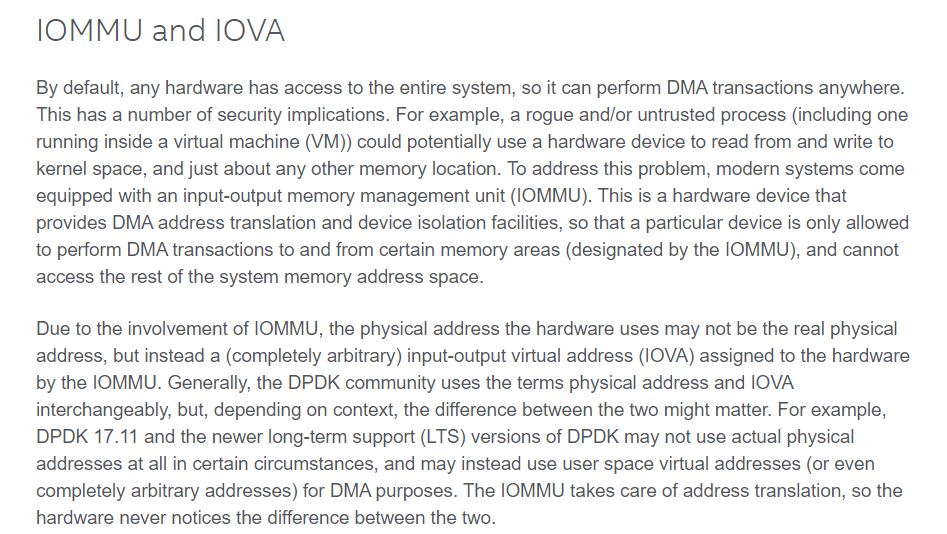 IOMMU and IOVA
By default, any hardware has access to the entire system, so it can perform DMA transactions anywhere.
This has a number of security implications. For example, a rogue and/or untrusted process (including one
running inside a virtual machine (VM)) could potentially use a hardware device to read from and write to
kernel space, and just about any other memory location. To address this problem, modern systems come
equipped with an input-output memory management unit (IOMMU). This is a hardware device that
provides DMA address translation and device isolation facilities, so that a particular device is only allowed
to perform DMA transactions to and from certain memory areas (designated by the IOMMU), and cannot
access the rest of the system memory address space.
Due to the involvement of IOMMU, the physical address the hardware uses may not be the real physical
address, but instead a (completely arbitrary) input-output virtual address (IOVA) assigned to the hardware
by the IOMMU. Generally, the DPDK community uses the terms physical address and IOVA
interchangeably, but, depending on context, the difference between the two might matter. For example,
DPDK 17.11 and the newer long-term support (LTS) versions of DPDK may not use actual physical
addresses at all in certain circumstances, and may instead use user space virtual addresses (or even
completely arbitrary addresses) for DMA purposes. The IOMMU takes care of address translation, so the
hardware never notices the difference between the two.